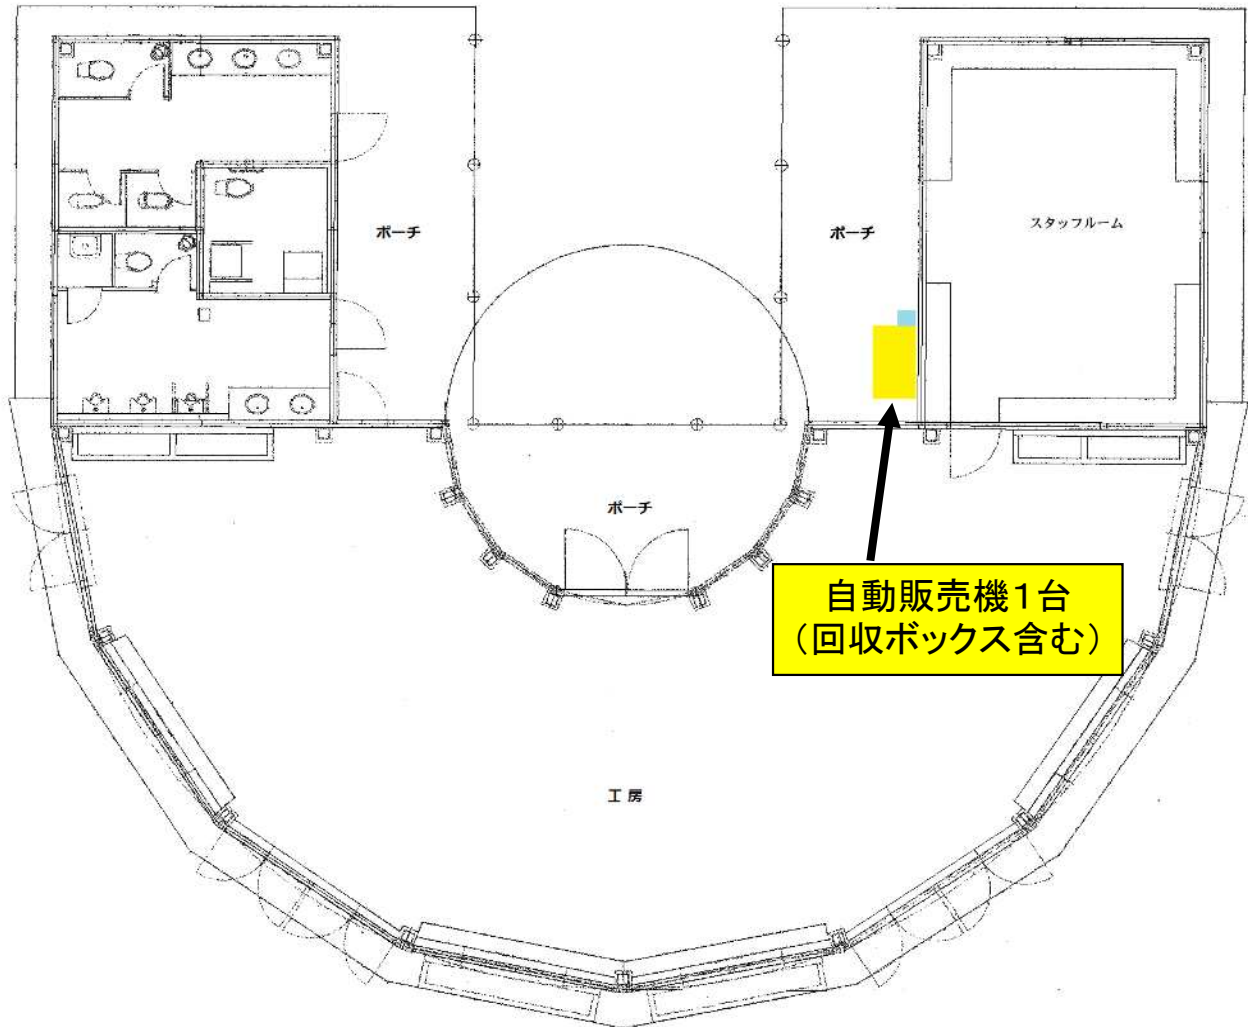 ポーチ
ポーチ
スタッフルーム
ポーチ
自動販売機1台
（回収ボックス含む）
工房